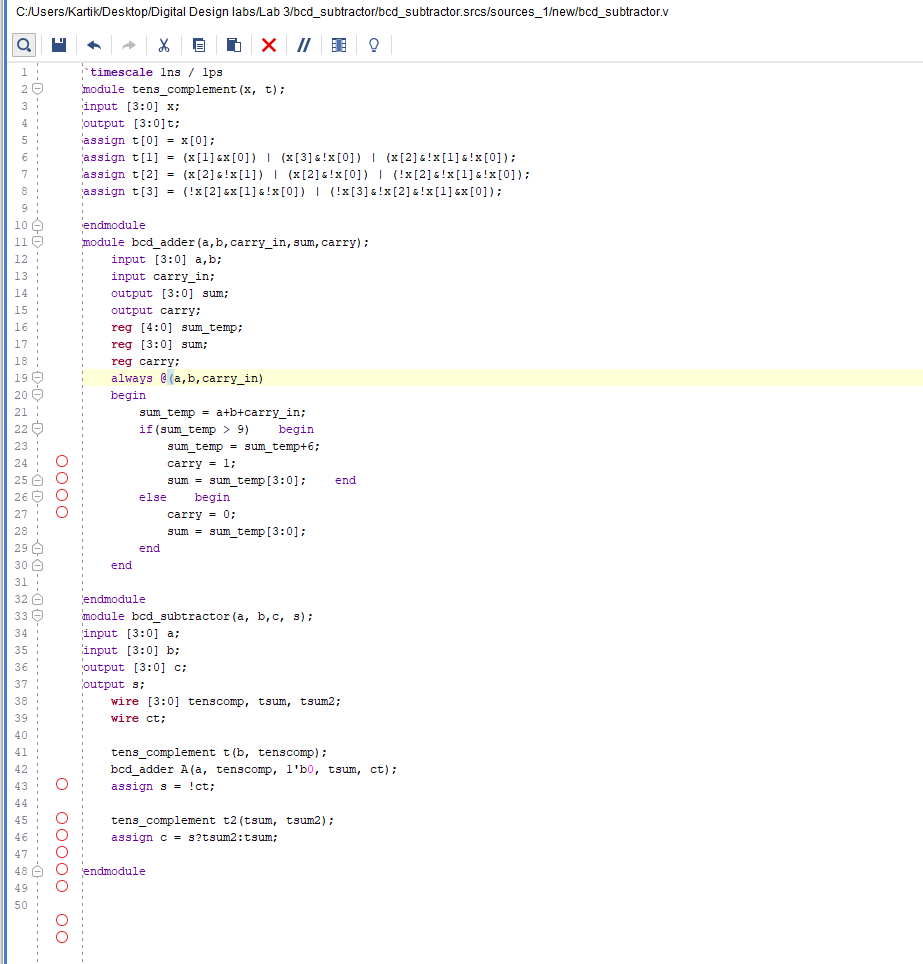 C:/Users/Kartik/Desktop/Digital Design labs/Lab 3/bcd_subtractor/bcd_subtractor.srcs/sources_1/new/bcd_subtractor.v
1 `timescale 1ns / 1ps
2 module tens_complement(x, t);
3 input [3:0] x;
4 output [3:0]t;
5 assign t[0] = x[0];
6 assign t[1] = (x[1]&x[0]) | (x[3]&!x[0]) | (x[2]&!x[1]&!x[0]);
7 assign t[2] = (x[2]&!x[1]) | (x[2]&!x[0]) | (!x[2]&!x[1]&!x[0]);
8 assign t[3] = (!x[2]&x[1]&!x[0]) | (!x[3]&!x[2]&!x[1]&x[0]);
9
10 endmodule
11 module bcd_adder(a,b,carry_in,sum,carry);
12 input [3:0] a,b;
13 input carry_in;
14 output [3:0] sum;
15 output carry;
16 reg [4:0] sum_temp;
17 reg [3:0] sum;
18 reg carry;
19 always @(a,b,carry_in)
20 begin
21 sum_temp = a+b+carry_in;
22 if(sum_temp > 9) begin
23 sum_temp = sum_temp+6;
24 carry = 1;
25 sum = sum_temp[3:0]; end
26 else begin
27 carry = 0;
28 sum = sum_temp[3:0];
29 end
30 end
31
32 endmodule
33 module bcd_subtractor(a, b,c, s);
34 input [3:0] a;
35 input [3:0] b;
36 output [3:0] c;
37 output s;
38 wire [3:0] tenscomp, tsum, tsum2;
39 wire ct;
40
41 tens_complement t(b, tenscomp);
42 bcd_adder A(a, tenscomp, 1'b0, tsum, ct);
43 assign s = !ct;
44
45 tens_complement t2(tsum, tsum2);
46 assign c = s?tsum2:tsum;
47
48 endmodule
49
50